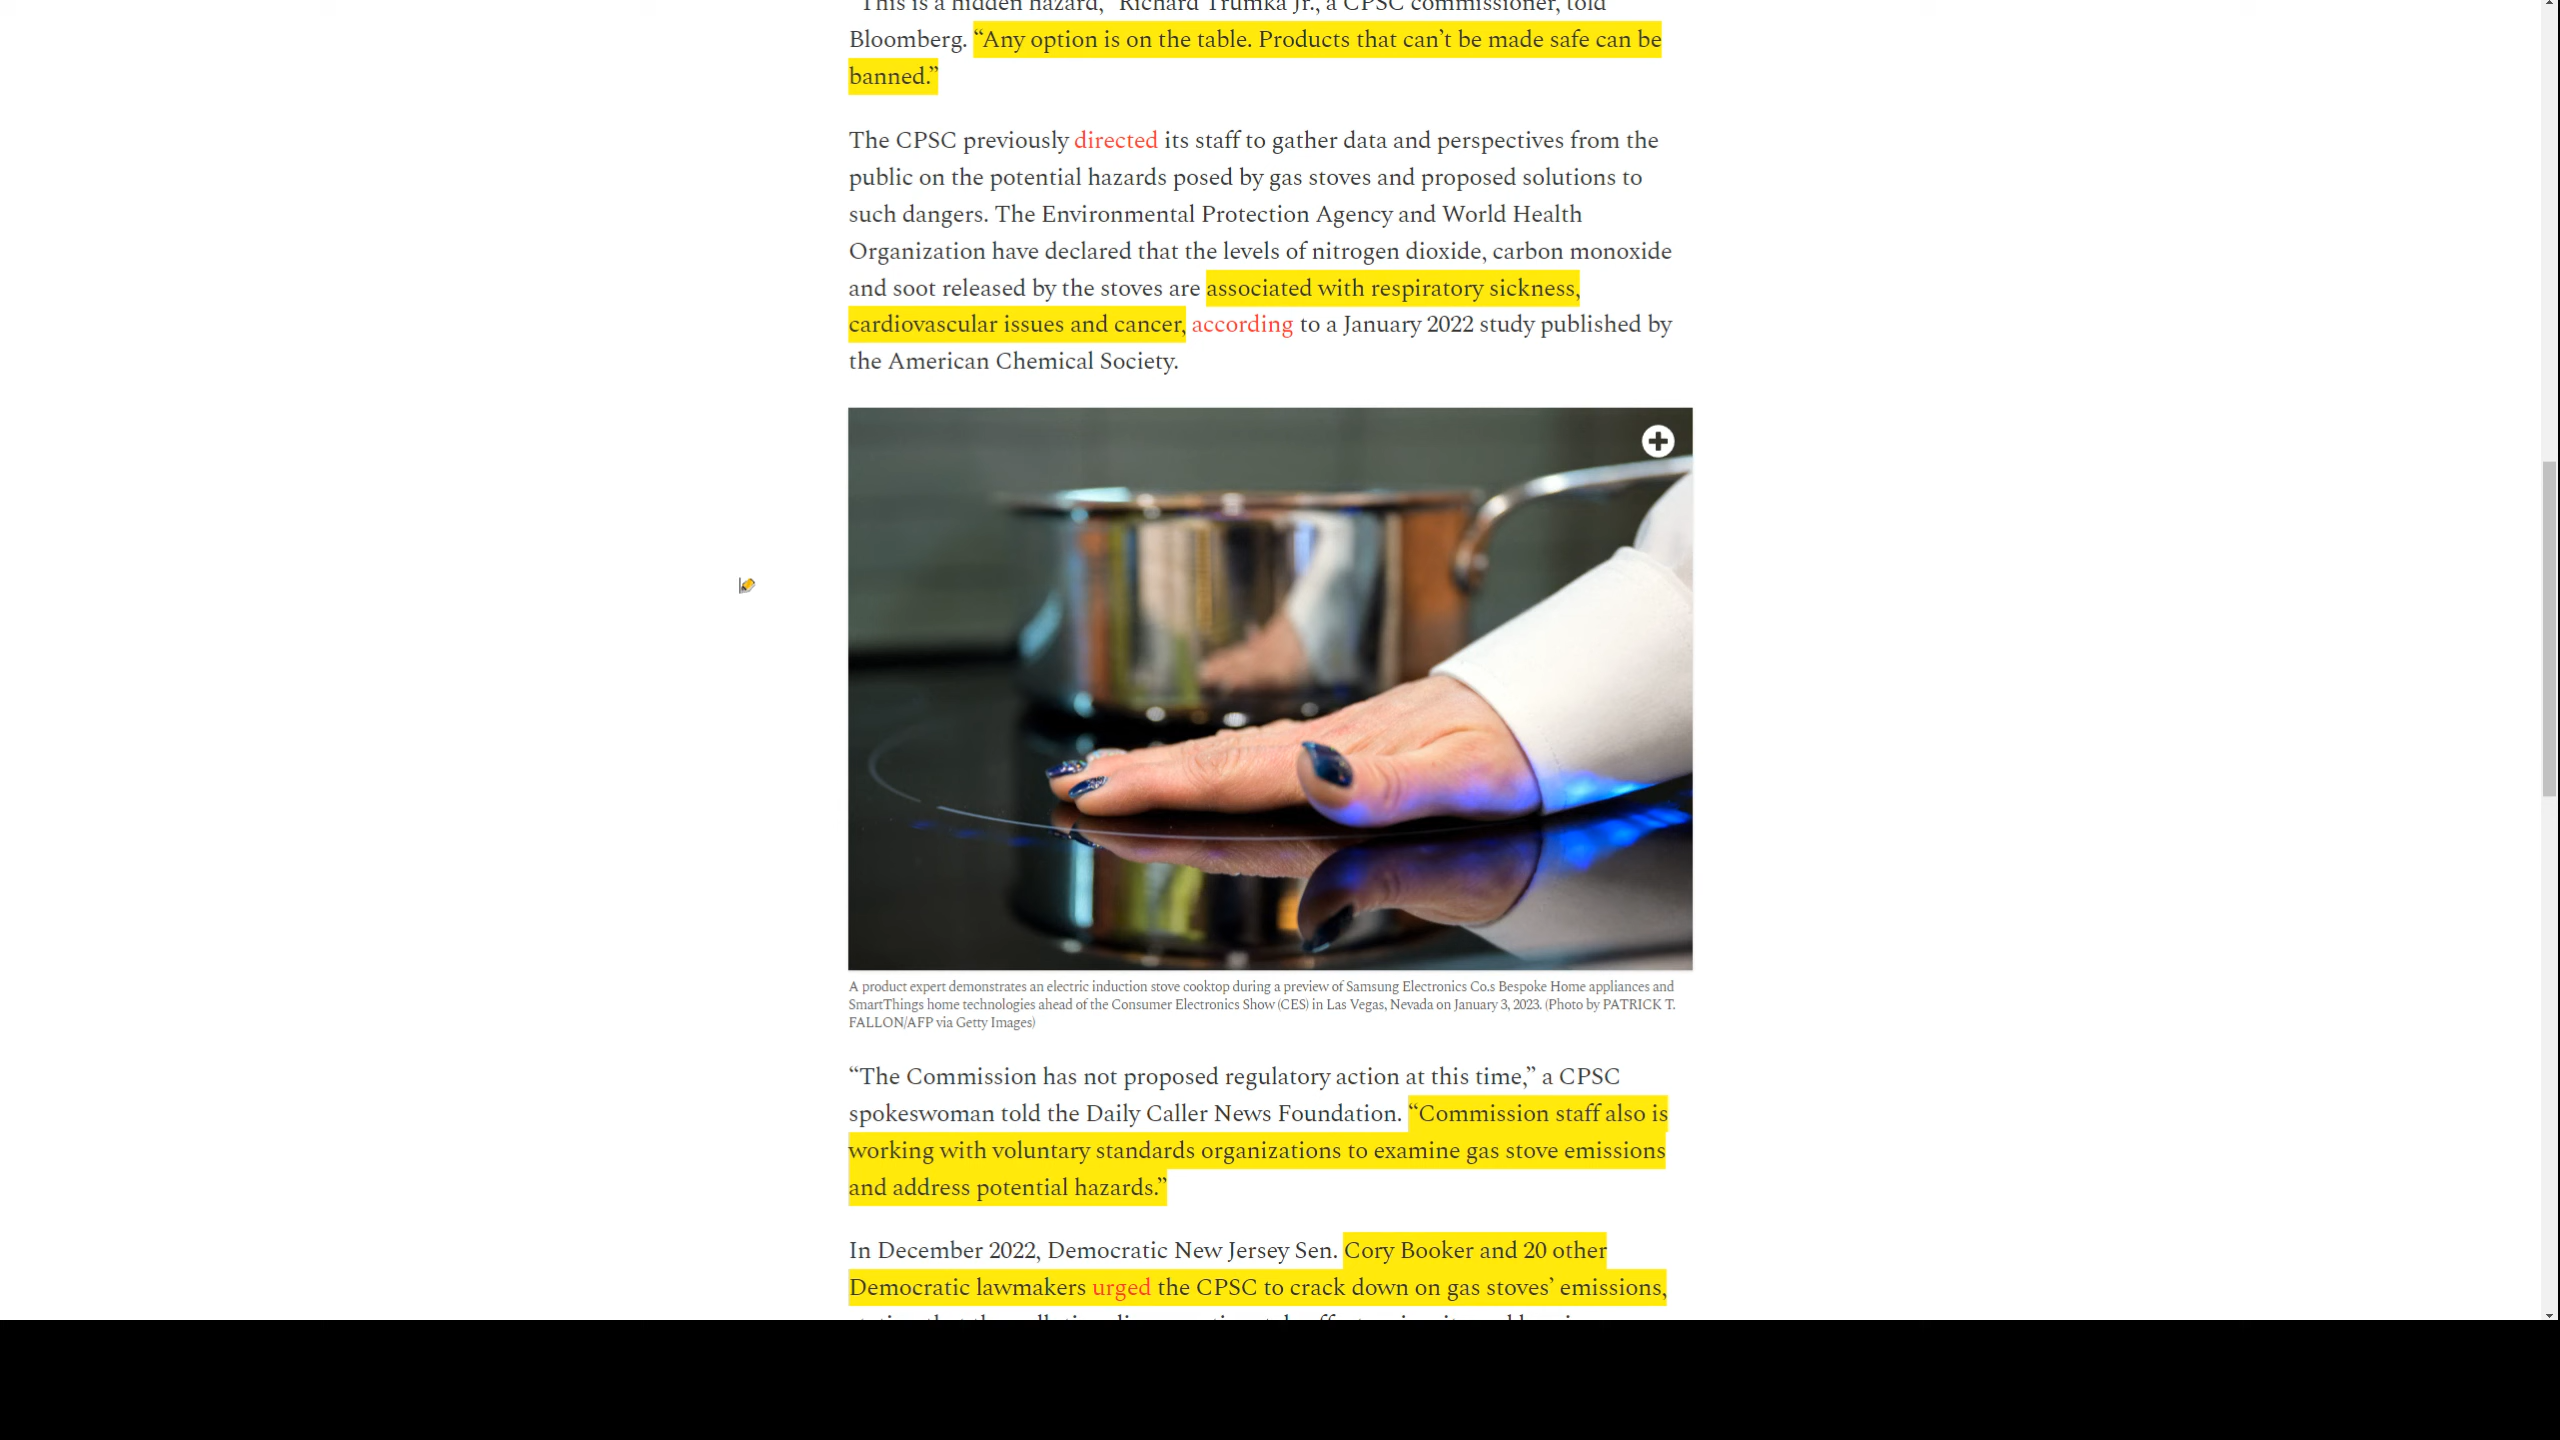 "This is a hidden hazard," Richard Trumka Jr., a CPSC commissioner, told
Bloomberg. “Any option is on the table. Products that can’t be made safe can be
banned.”
The CPSC previously directed its staff to gather data and perspectives from the
public on the potential hazards posed by gas stoves and proposed solutions to
such dangers. The Environmental Protection Agency and World Health
Organization have declared that the levels of nitrogen dioxide, carbon monoxide
and soot released by the stoves are associated with respiratory sickness,
cardiovascular issues and cancer, according to a January 2022 study published by
the American Chemical Society.
A product expert demonstrates an electric induction stove cooktop during a preview of Samsung Electronics Co.s Bespoke Home appliances and
SmartThings home technologies ahead of the Consumer Electronics Show (CES) in Las Vegas, Nevada on January 3, 2023. (Photo by PATRICK T.
FALLON/AFP via Getty Images)
“The Commission has not proposed regulatory action at this time,” a CPSC
spokeswoman told the Daily Caller News Foundation. “Commission staff also is
working with voluntary standards organizations to examine gas stove emissions
and address potential hazards.”
In December 2022, Democratic New Jersey Sen. Cory Booker and 20 other
Democratic lawmakers urged the CPSC to crack down on gas stoves’ emissions,